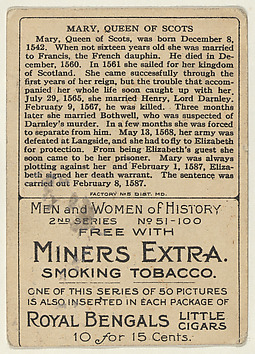 MARY, QUEEN OF SCOTS
Mary, Queen of Scots, was born December 8,
1542. When not sixteen years old she was married
to Francis, the French dauphin. He died in De-
cember, 1560. In 1561 she sailed for her kingdom
of Scotland. She came successfully through the
first years of her reign, but the trouble that accom-
panied her whole life soon caught up with her.
July 29, 1565, she married Henry, Lord Darnley.
February 9, 1567, he was killed. Three months
later she married Bothwell, who was suspected of
Darnley's murder. In a few months she was forced
to separate from him. May 13, 1568, her army was
defeated at Langside, and she had to fly to Elizabeth
for protection. From being Elizabeth's guest she
soon came to be her prisoner. Mary was always
plotting against her and February 1, 1587, Eliza-
beth signed her death warrant. The sentence was
carried out February 8, 1587.
FACTORY No 5 DIST. MD.
MEN and WOMEN of HISTORY
2ND SERIES No 51-100
FREE WITH
MINERS EXTRA.
SMOKING TOBACCO.
ONE OF THIS SERIES OF 50 PICTURES
IS ALSO INSERTED IN EACH PACKAGE OF
ROYAL BENGALS LITTLE CIGARS
10 for 15 Cents.